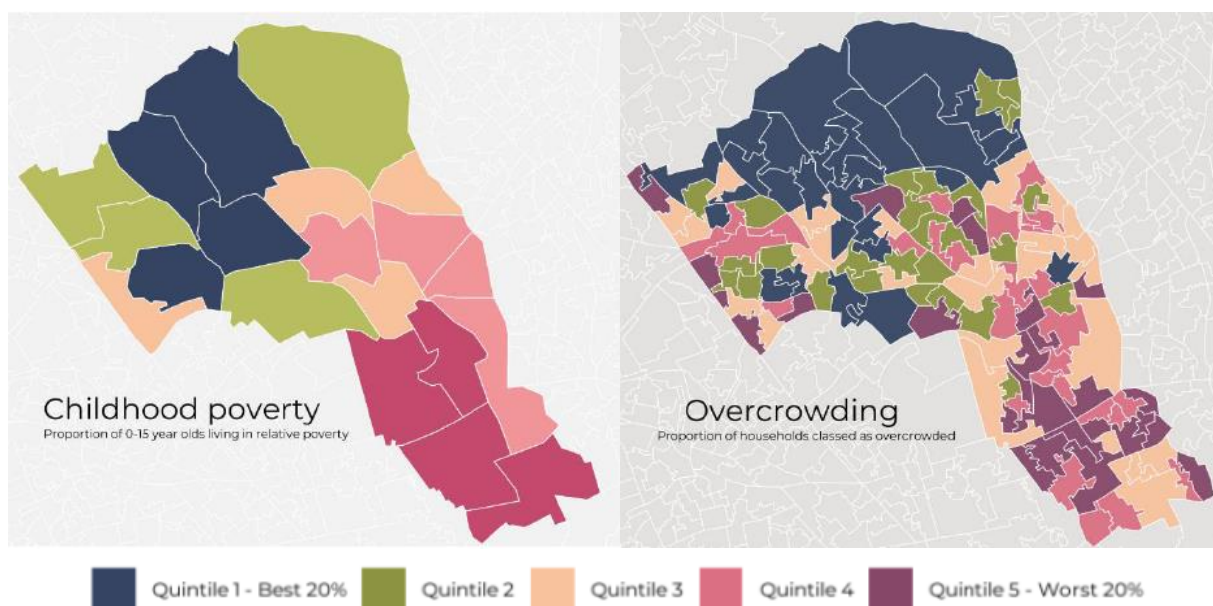 Childhood poverty
Proportion of 0-15 year olds living in relative poverty
Overcrowding
Proportion of households classed as overcrowded
Quintile 1 - Best 20%
Quintile 2
Quintile 3
Quintile 4
Quintile 5 - Worst 20%